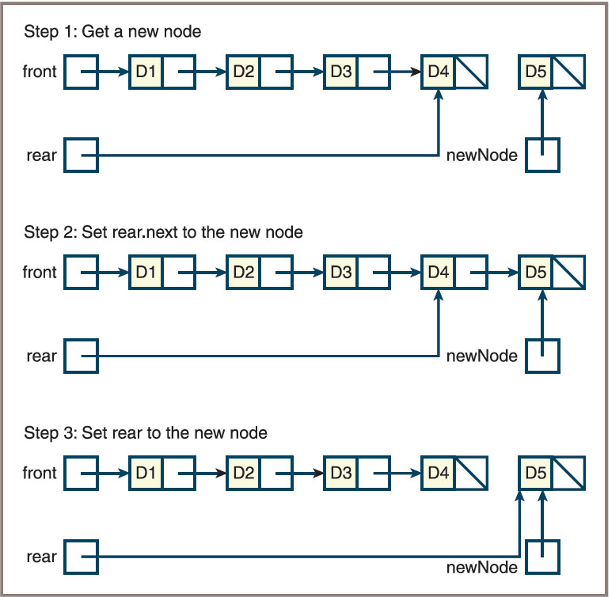 Step 1: Get a new node
front D1 D2 D3 D4 D5
rear newNode
Step 2: Set rear.next to the new node
front D1 D2 D3 D4 D5
rear newNode
Step 3: Set rear to the new node
front D1 D2 D3 D4 D5
rear newNode